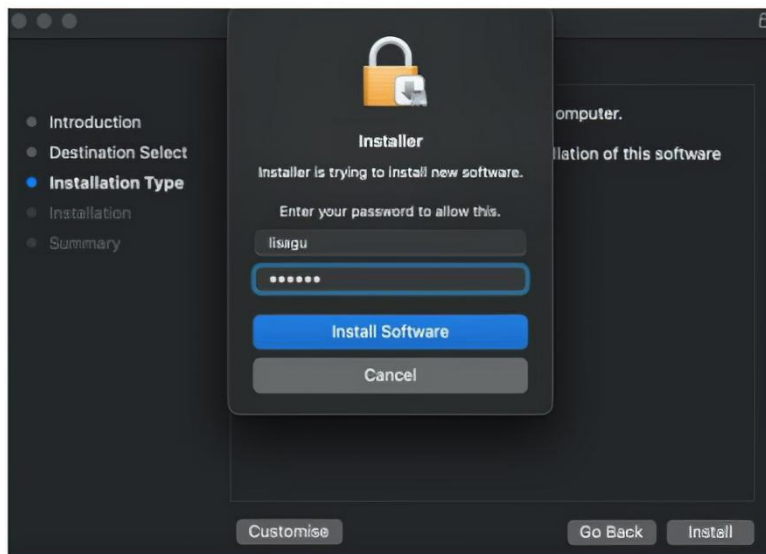 Introduction
Destination Select
Installation Type
Installation
Summary
omputer.
llation of this software
Installer
Installer is trying to install new software.
Enter your password to allow this.
lisagu
••••••
Install Software
Cancel
Customise
Go Back
Install